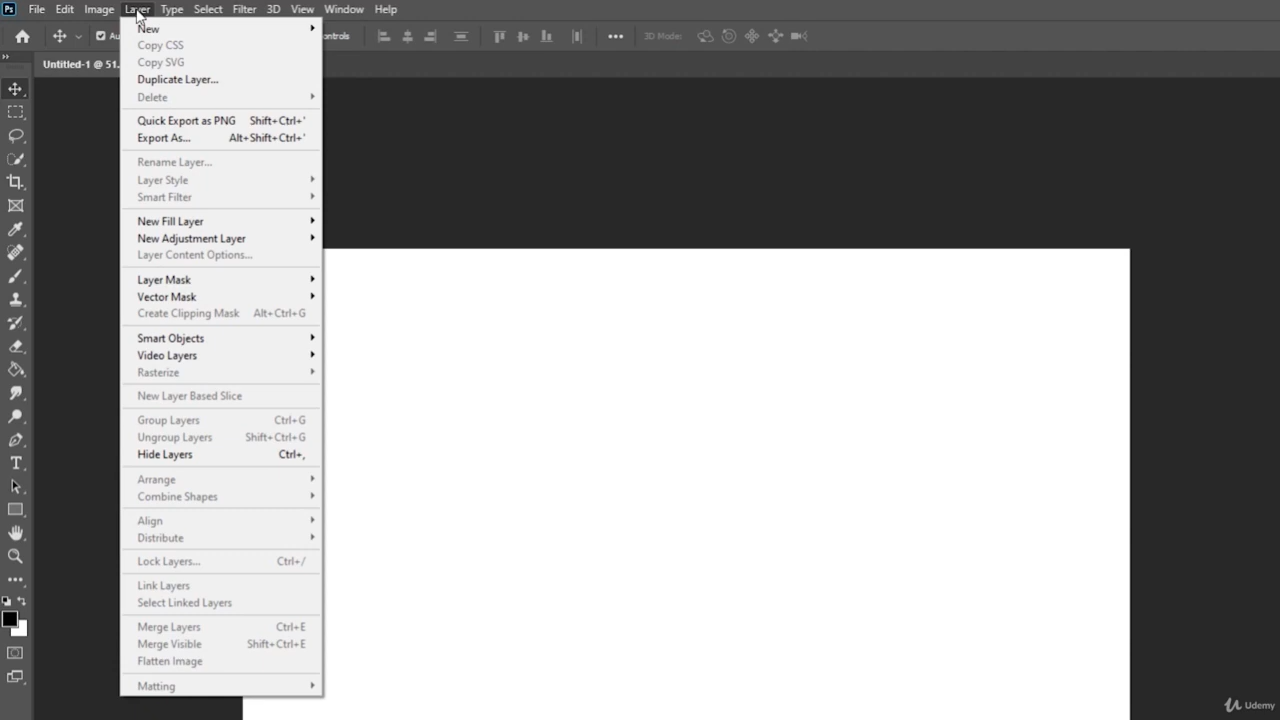 Ps File Edit Image Layer Type Select Filter 3D View Window Help
Au ontrols 3D Mode:
Untitled-1 @ 51.
New
Copy CSS
Copy SVG
Duplicate Layer...
Delete
Quick Export as PNG Shift+Ctrl+'
Export As... Alt+Shift+Ctrl+'
Rename Layer...
Layer Style
Smart Filter
New Fill Layer
New Adjustment Layer
Layer Content Options...
Layer Mask
Vector Mask
Create Clipping Mask Alt+Ctrl+G
Smart Objects
Video Layers
Rasterize
New Layer Based Slice
Group Layers Ctrl+G
Ungroup Layers Shift+Ctrl+G
Hide Layers Ctrl+,
Arrange
Combine Shapes
Align
Distribute
Lock Layers... Ctrl+/
Link Layers
Select Linked Layers
Merge Layers Ctrl+E
Merge Visible Shift+Ctrl+E
Flatten Image
Matting
Udemy